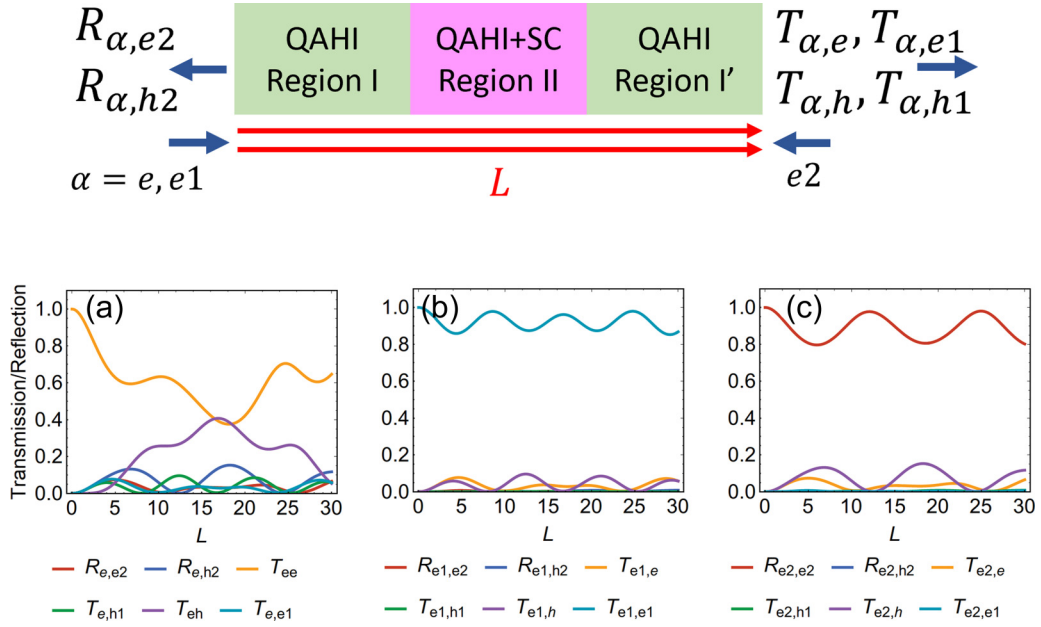 R_{α,e2}
R_{α,h2}
QAHI Region I
QAHI+SC Region II
QAHI Region I’
T_{α,e}, T_{α,e1}
T_{α,h}, T_{α,h1}
α = e, e1
L
e2
(a)
(b)
(c)
Transmission/Reflection
1.0
0.8
0.6
0.4
0.2
0.0
0 5 10 15 20 25 30
L
1.0
0.8
0.6
0.4
0.2
0.0
0 5 10 15 20 25 30
L
1.0
0.8
0.6
0.4
0.2
0.0
0 5 10 15 20 25 30
L
R_{e,e2} R_{e,h2} T_{ee}
T_{e,h1} T_{eh} T_{e,e1}
R_{e1,e2} R_{e1,h2} T_{e1,e}
T_{e1,h1} T_{e1,h} T_{e1,e1}
R_{e2,e2} R_{e2,h2} T_{e2,e}
T_{e2,h1} T_{e2,h} T_{e2,e1}